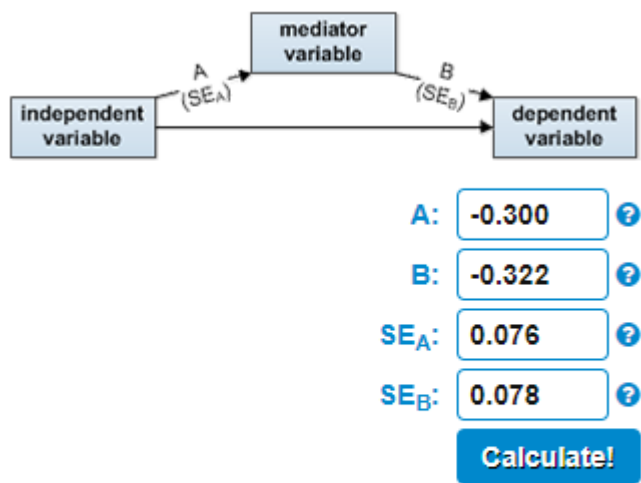 mediator
variable
A
(SEA)
B
(SEB)
independent
variable
dependent
variable
A: -0.300 ?
B: -0.322 ?
SEA: 0.076 ?
SEB: 0.078 ?
Calculate!